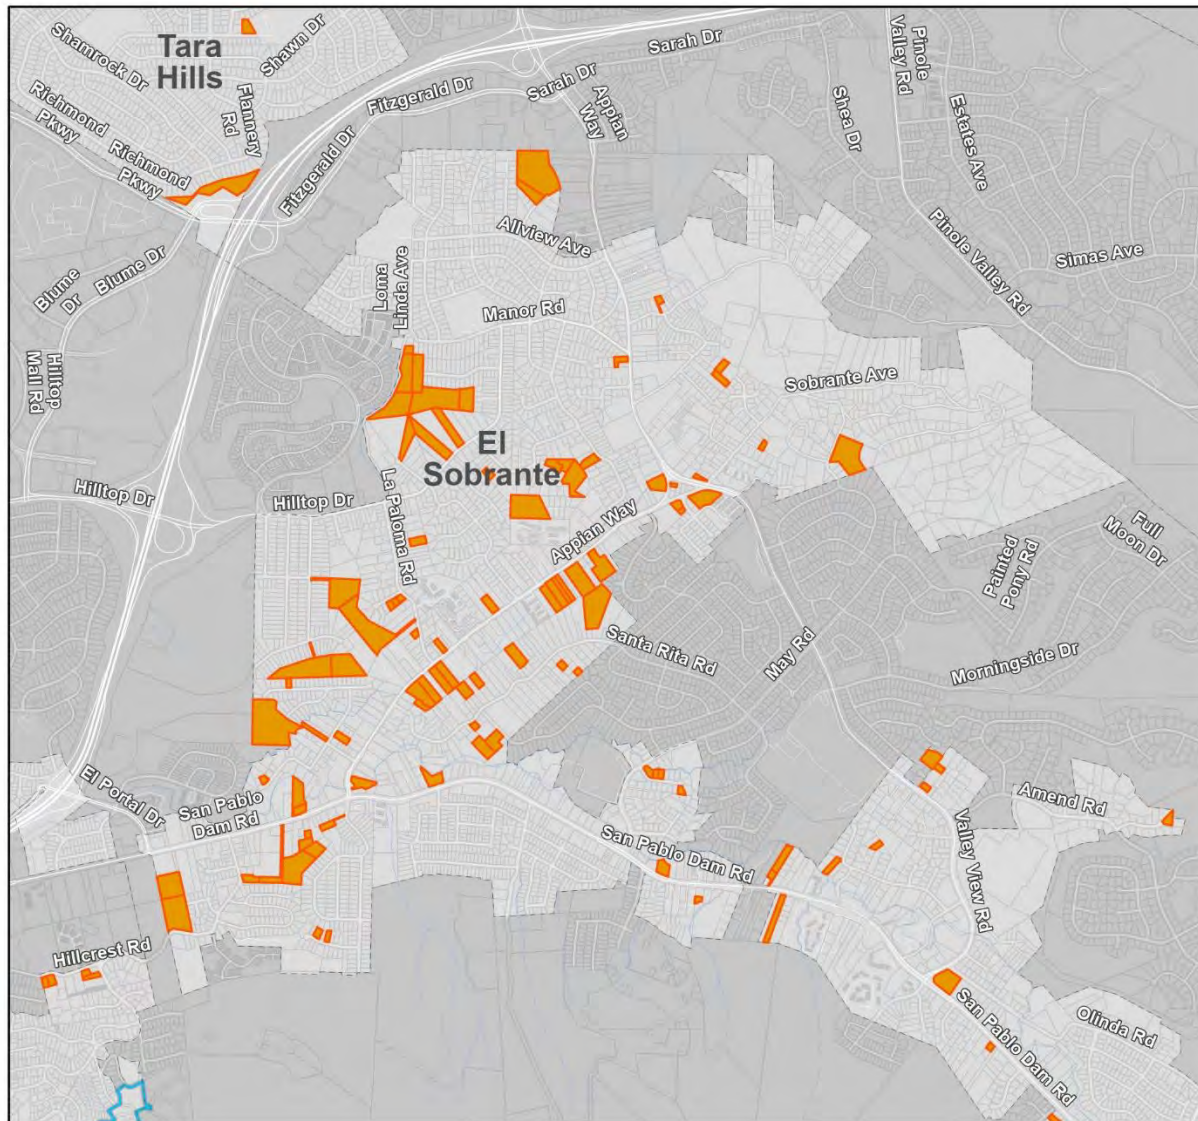 Tara
Hills
Shamrock Dr
Shawn Dr
Flannery
Rd
Richmond
Pkwy
Richmond
Pkwy
Fitzgerald Dr
Fitzgerald Dr
Sarah Dr
Sarah Dr
Appian
Way
Pinole
Valley Rd
Shea Dr
Estates Ave
Pinole Valley Rd
Simas Ave
Blume
Dr
Blume Dr
Hilltop
Mall Rd
Loma
Linda Ave
Allview Ave
Manor Rd
Sobrante Ave
El
Sobrante
Hilltop Dr
Hilltop Dr
La Paloma Rd
Appian Way
Full
Moon Dr
Painted
Pony Rd
Santa Rita Rd
May Rd
Morningside Dr
El Portal Dr
San Pablo
Dam Rd
San Pablo Dam Rd
Amend Rd
Valley View Rd
Hillcrest Rd
San Pablo Dam Rd
Olinda Rd